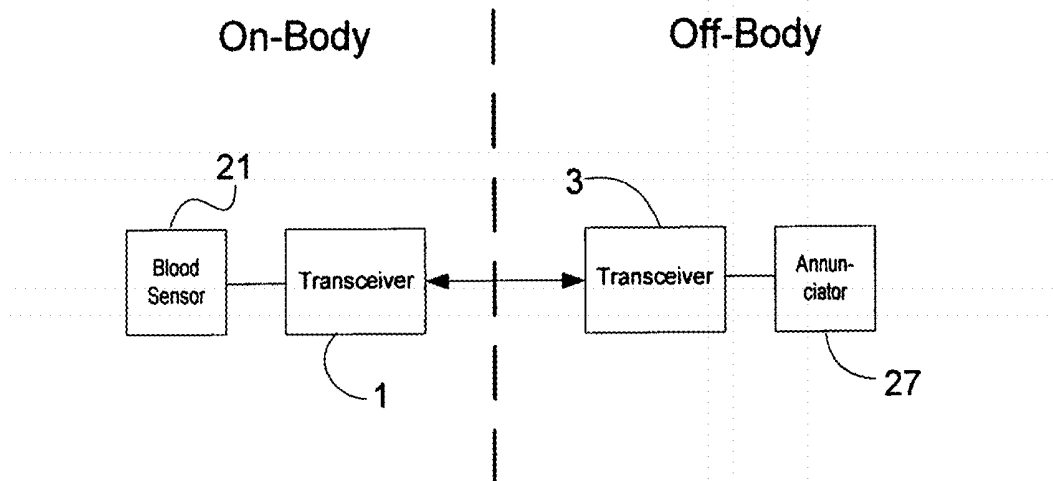 On-Body
Off-Body
21
3
Blood
Sensor
Transceiver
Transceiver
Annun-
ciator
1
27